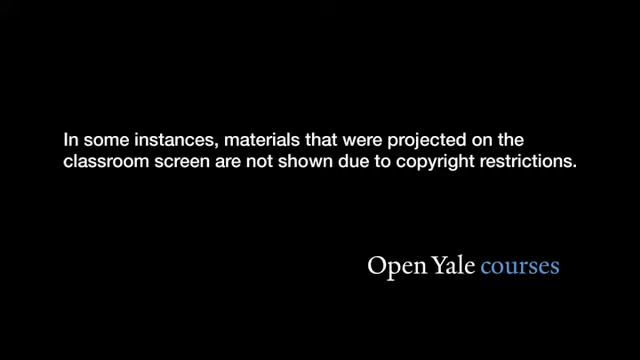 In some instances, materials that were projected on the
classroom screen are not shown due to copyright restrictions.
Open Yale courses